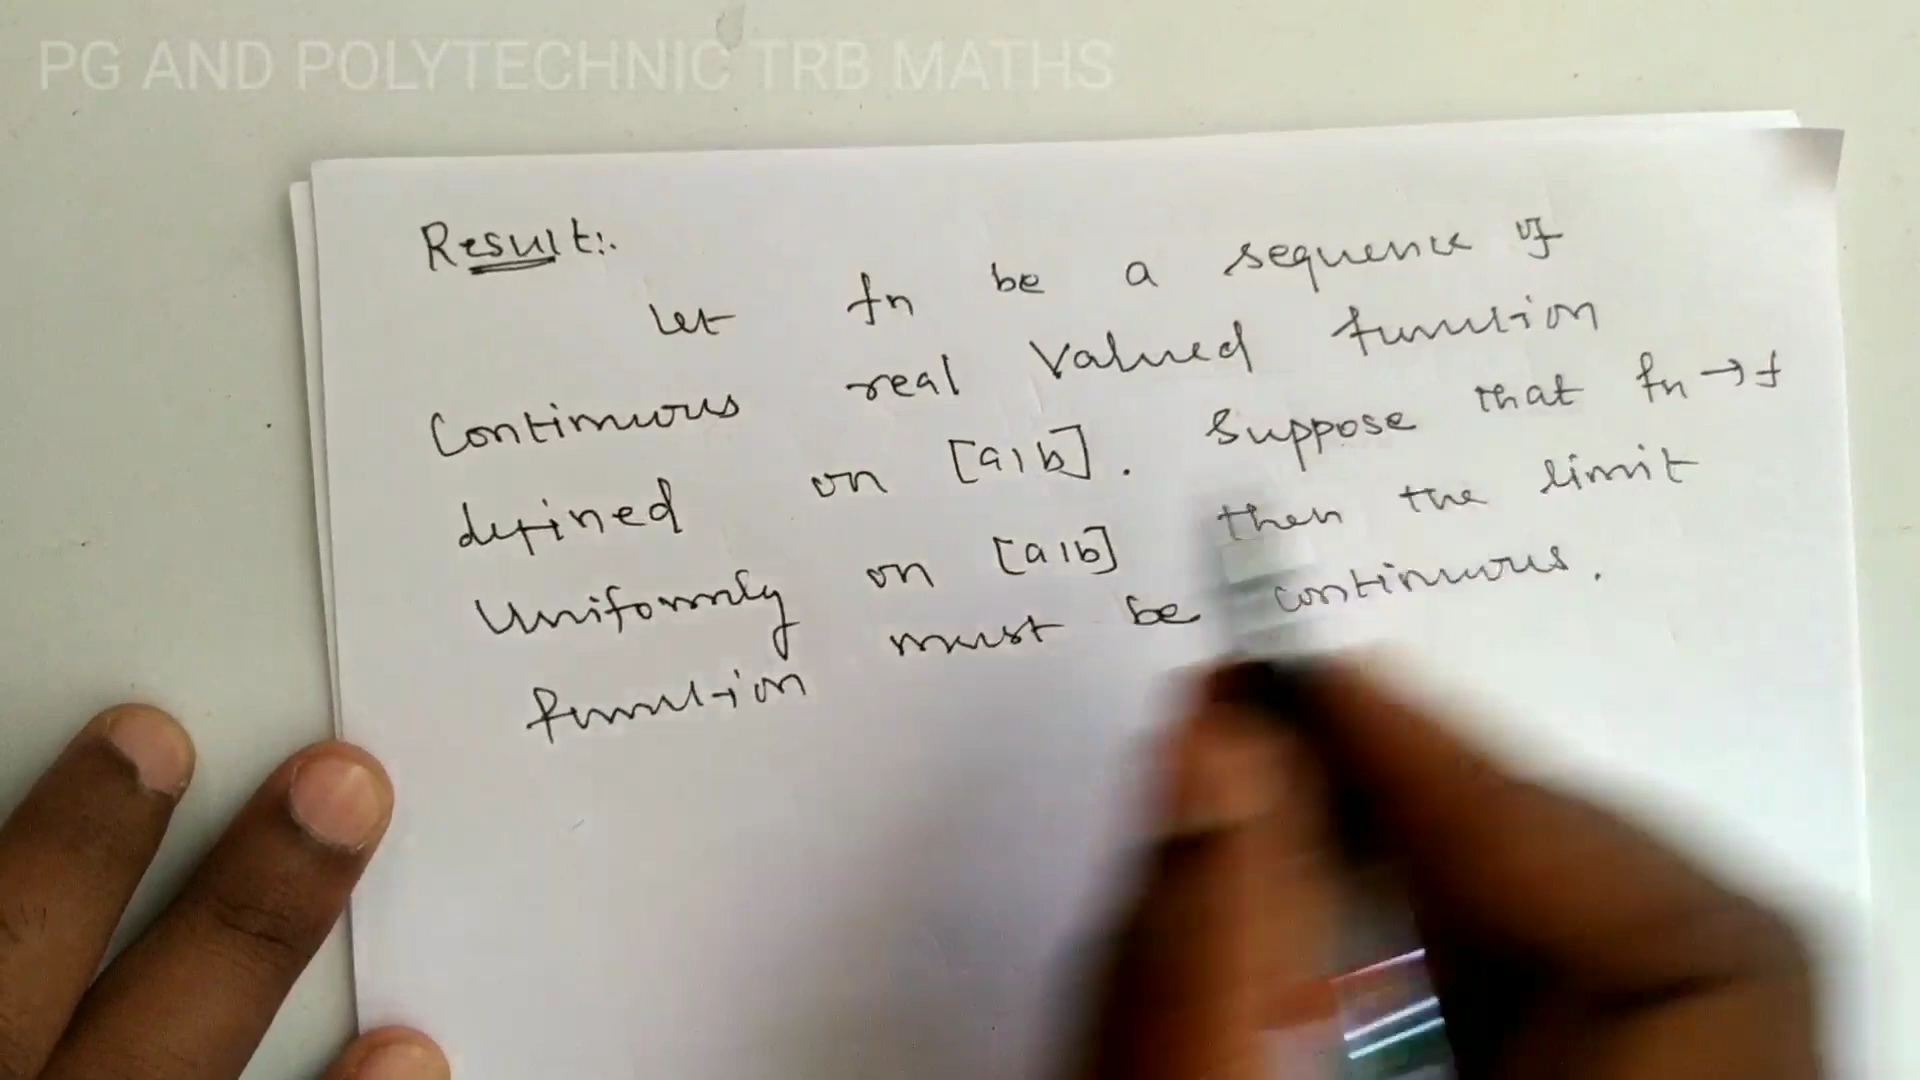 PG AND POLYTECHNIC TRB MATHS
Result:.
Let fn be a sequence of
Continuous real Valued function
defined on [a,b]. Suppose that fn → f
Uniformly on [a,b] then the limit
function must be continuous.